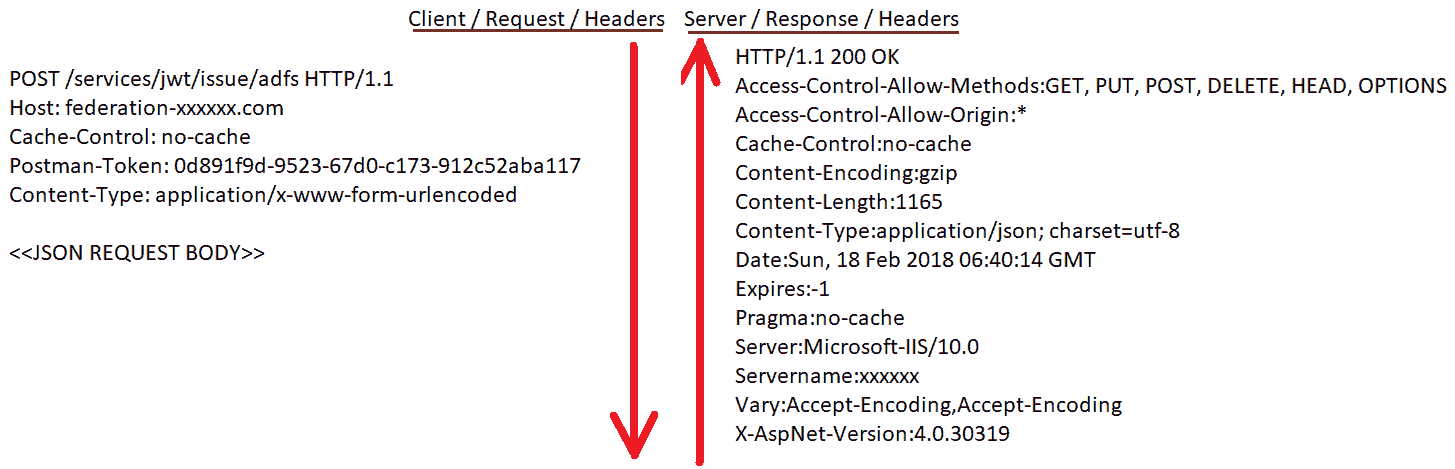 Client / Request / Headers
Server / Response / Headers
POST /services/jwt/issue/adfs HTTP/1.1
Host: federation-xxxxxx.com
Cache-Control: no-cache
Postman-Token: 0d891f9d-9523-67d0-c173-912c52aba117
Content-Type: application/x-www-form-urlencoded
<<JSON REQUEST BODY>>
HTTP/1.1 200 OK
Access-Control-Allow-Methods:GET, PUT, POST, DELETE, HEAD, OPTIONS
Access-Control-Allow-Origin:*
Cache-Control:no-cache
Content-Encoding:gzip
Content-Length:1165
Content-Type:application/json; charset=utf-8
Date:Sun, 18 Feb 2018 06:40:14 GMT
Expires:-1
Pragma:no-cache
Server:Microsoft-IIS/10.0
Servername:xxxxxx
Vary:Accept-Encoding,Accept-Encoding
X-AspNet-Version:4.0.30319